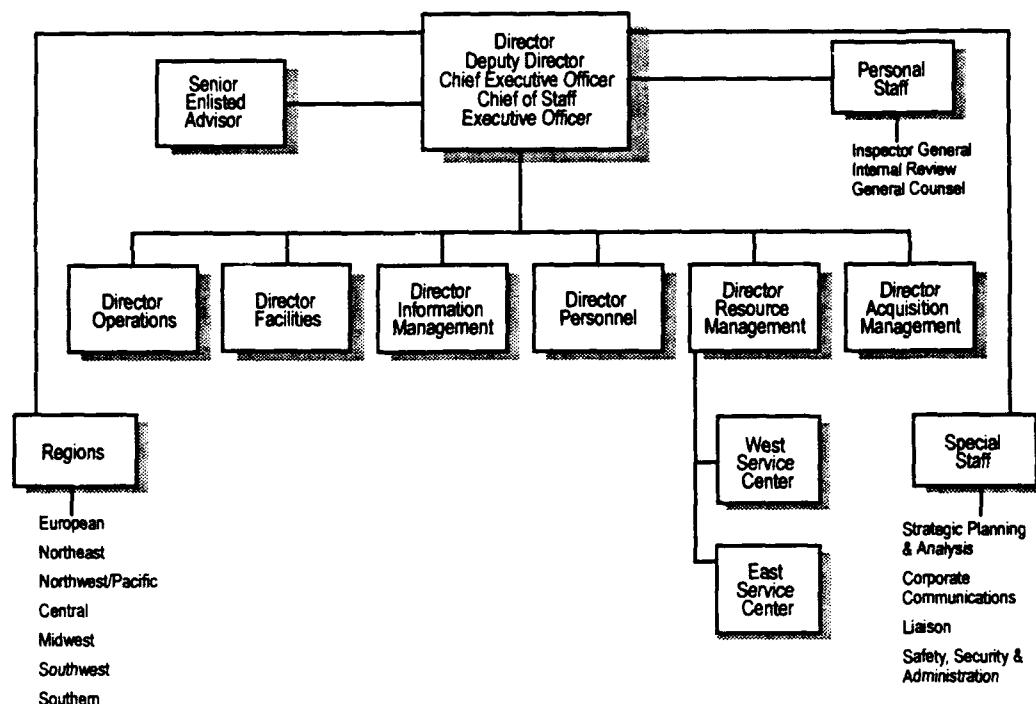 Director
Deputy Director
Chief Executive Officer
Chief of Staff
Executive Officer
Senior
Enlisted
Advisor
Personal
Staff
Inspector General
Internal Review
General Counsel
Director
Operations
Director
Facilities
Director
Information
Management
Director
Personnel
Director
Resource
Management
Director
Acquisition
Management
Regions
European
Northeast
Northwest/Pacific
Central
Midwest
Southwest
Southern
West
Service
Center
East
Service
Center
Special
Staff
Strategic Planning
& Analysis
Corporate
Communications
Liaison
Safety, Security &
Administration